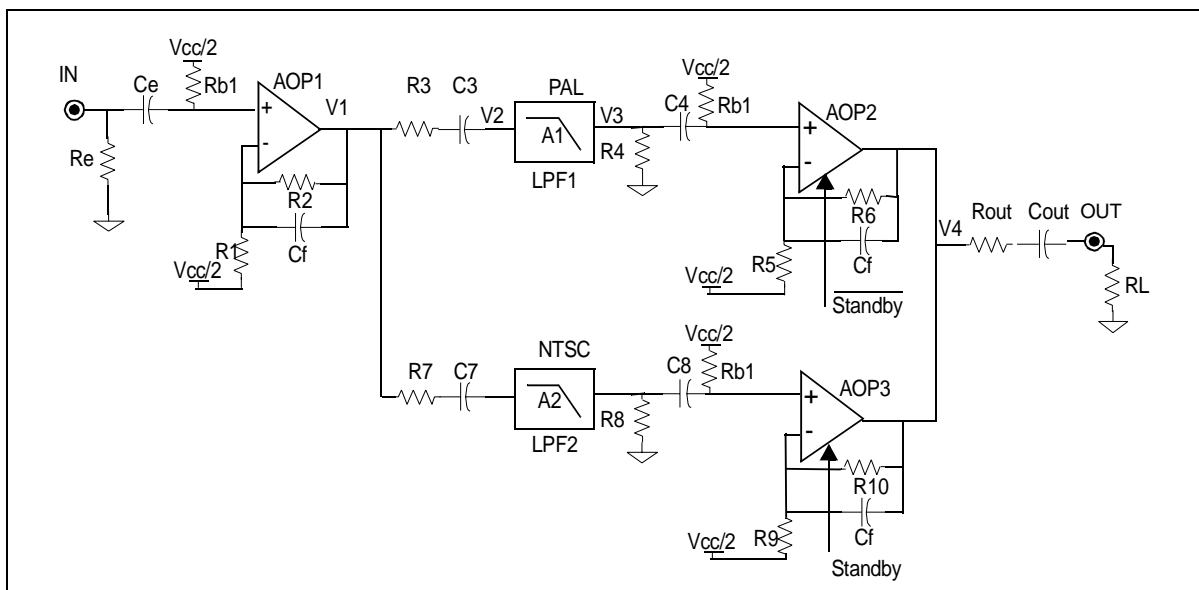 IN
Ce
Vcc/2
Rb1
AOP1
V1
Re
R2
Cf
R1
Vcc/2
R3
C3
V2
PAL
A1
LPF1
V3
R4
C4
Vcc/2
Rb1
AOP2
R6
Cf
R5
Vcc/2
Standby
V4
Rout
Cout
OUT
RL
R7
C7
NTSC
A2
LPF2
R8
C8
Vcc/2
Rb1
AOP3
R10
Cf
R9
Vcc/2
Standby